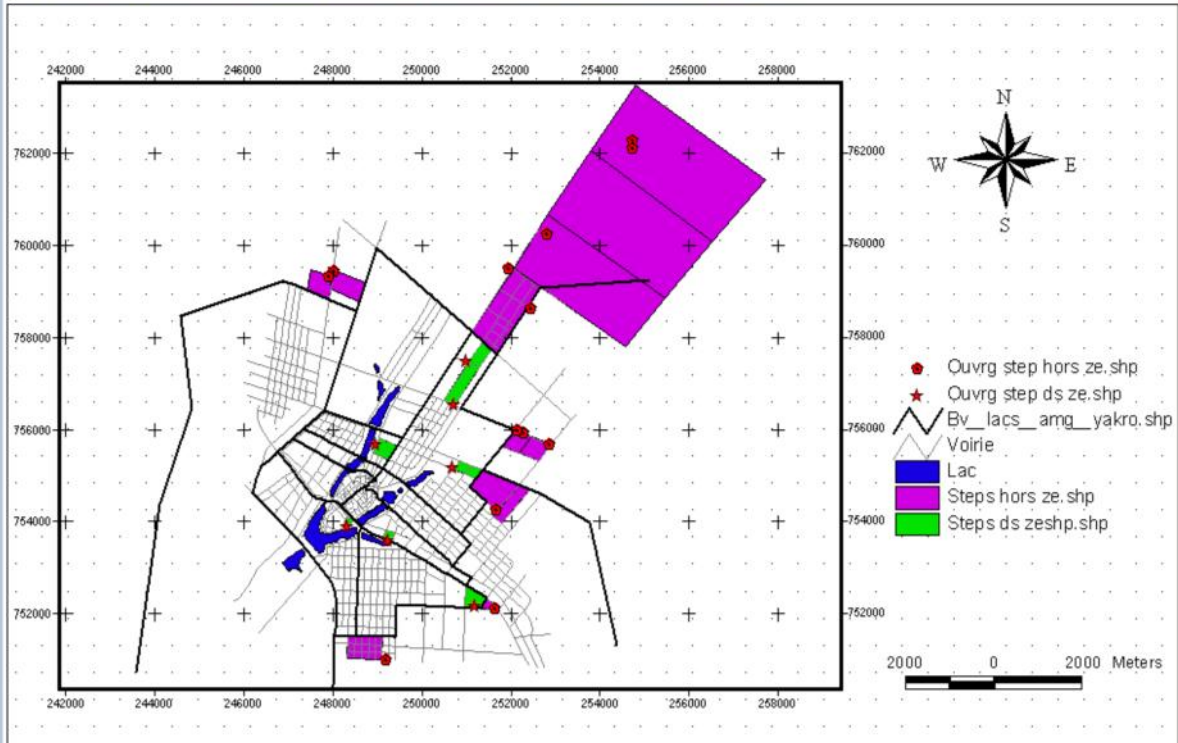 242000 244000 246000 248000 250000 252000 254000 256000 258000
762000 762000
760000 760000
758000 758000
756000 756000
754000 754000
752000 752000
242000 244000 246000 248000 250000 252000 254000 256000 258000
N
W E
S
Ouvrg step hors ze.shp
Ouvrg step ds ze.shp
Bv__lacs__amg__yakro.shp
Voirie
Lac
Steps hors ze.shp
Steps ds zeshp.shp
2000 0 2000 Meters